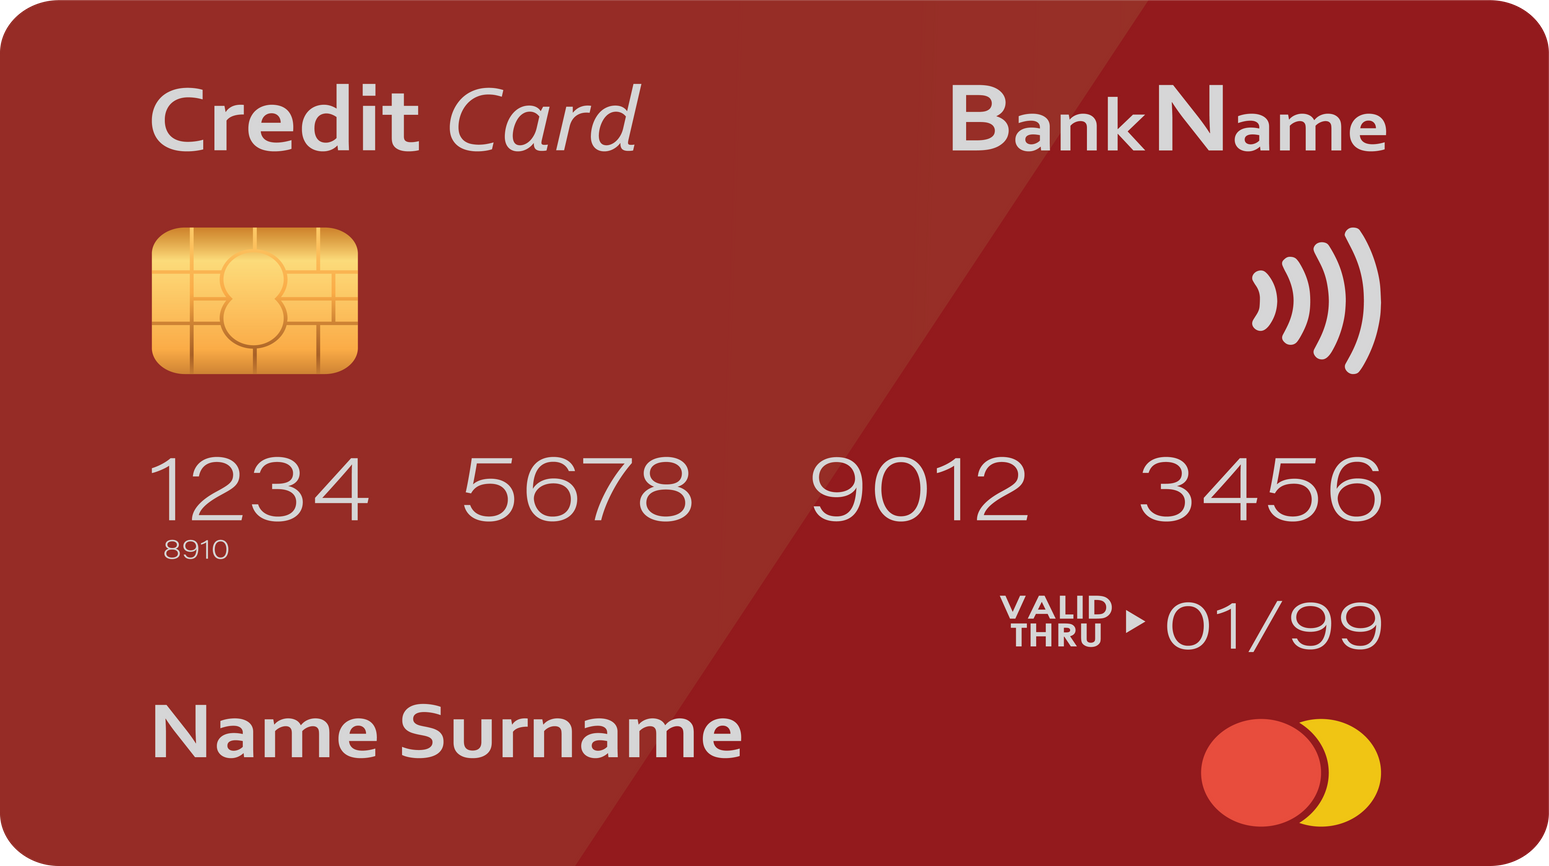 Credit Card BankName
1234 5678 9012 3456
8910
VALID THRU 01/99
Name Surname